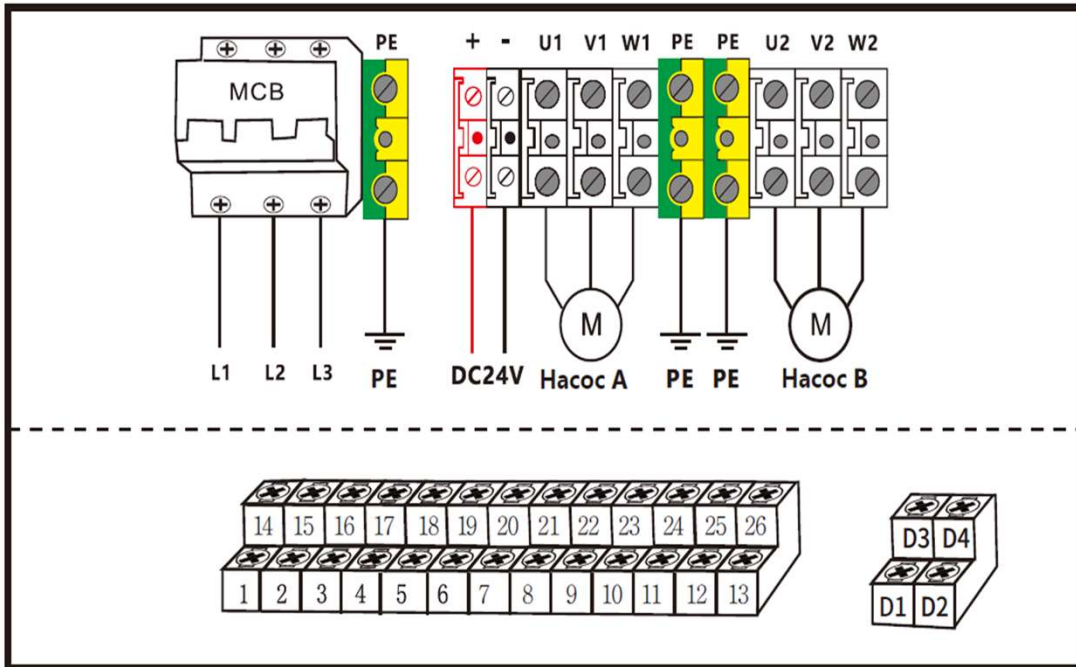 PE + - U1 V1 W1 PE PE U2 V2 W2
MCB
M M
L1 L2 L3 PE DC24V Насос A PE PE Насос B
14 15 16 17 18 19 20 21 22 23 24 25 26
1 2 3 4 5 6 7 8 9 10 11 12 13
D3 D4
D1 D2